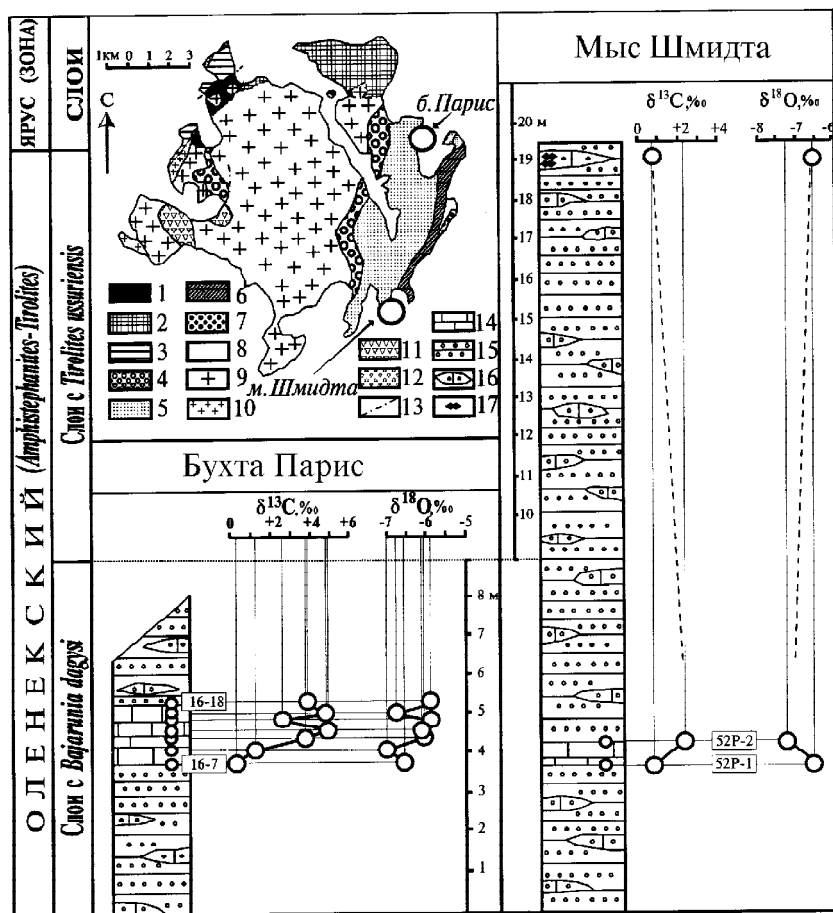 ЯРУС (ЗОНА)
СЛОИ
ОЛЕНЕКСКИЙ (Amphistephanites-Tirolites)
Слои с Tirolites ussuriensis
Слои с Bajarunia dagysi
1км 0 1 2 3
С
б.Парис
м.Шмидта
1
2
3
4
5
6
7
8
9
10
11
12
13
14
15
16
17
Бухта Парис
δ¹³C,‰
δ¹⁸O,‰
0 +2 +4 +6
-7 -6 -5
8 м
7
6
5
4
3
2
1
16-18
16-7
Мыс Шмидта
δ¹³C,‰
δ¹⁸O,‰
0 +2 +4
-8 -7 -6
20 м
19
18
17
16
15
14
13
12
11
10
52Р-2
52Р-1